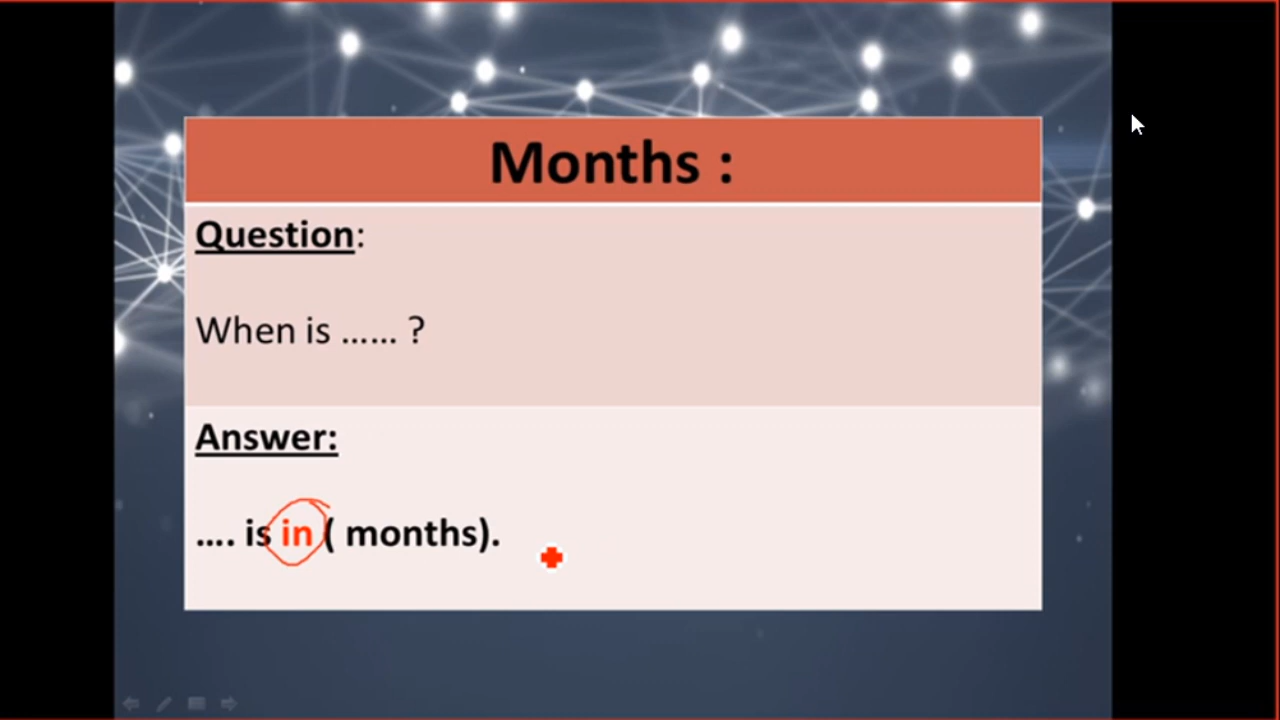 Months :
Question:
When is ...... ?
Answer:
.... is in ( months).